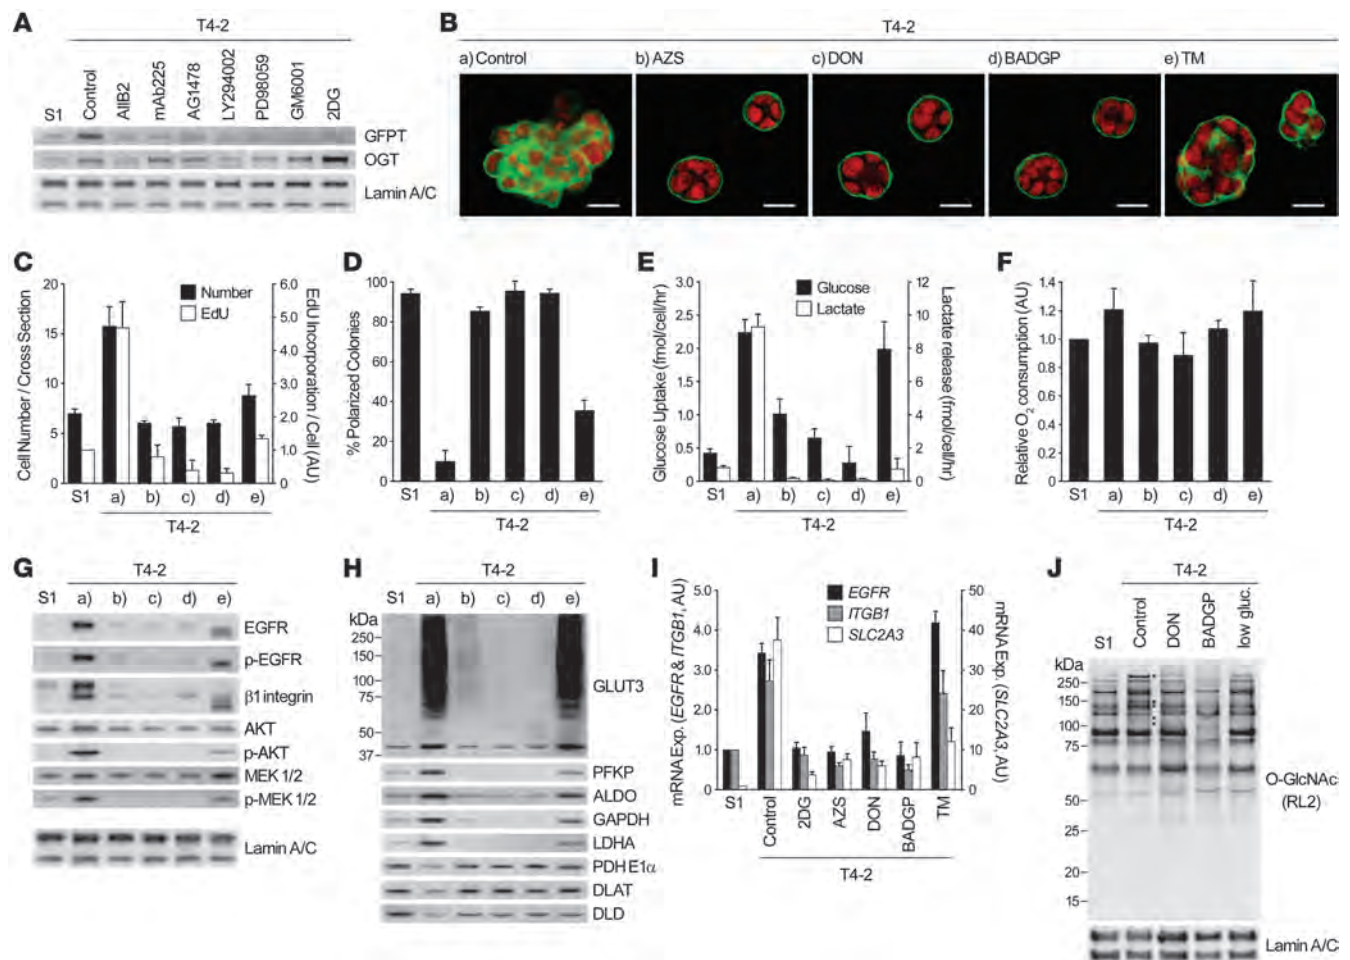 A
T4-2
S1 Control AIIB2 mAb225 AG1478 LY294002 PD98059 GM6001 2DG
GFPT
OGT
Lamin A/C
B
T4-2
a) Control b) AZS c) DON d) BADGP e) TM
C
Cell Number / Cross Section
20
15
10
5
0
Number
EdU
6.0
5.0
4.0
3.0
2.0
1.0
0
EdU Incorporation / Cell (AU)
S1 a) b) c) d) e)
T4-2
D
% Polarized Colonies
100
80
60
40
20
0
S1 a) b) c) d) e)
T4-2
E
Glucose Uptake (fmol/cell/hr)
3.0
2.5
2.0
1.5
1.0
0.5
0
Glucose
Lactate
12
10
8
6
4
2
0
Lactate release (fmol/cell/hr)
S1 a) b) c) d) e)
T4-2
F
Relative O2 consumption (AU)
1.4
1.2
1.0
0.8
0.6
0.4
0.2
0
S1 a) b) c) d) e)
T4-2
G
T4-2
S1 a) b) c) d) e)
EGFR
p-EGFR
β1 integrin
AKT
p-AKT
MEK 1/2
p-MEK 1/2
Lamin A/C
H
T4-2
S1 a) b) c) d) e)
kDa
250
150
100
75
50
37
GLUT3
PFKP
ALDO
GAPDH
LDHA
PDH E1α
DLAT
DLD
I
mRNA Exp. (EGFR & ITGB1, AU)
5.0
4.0
3.0
2.0
1.0
0
EGFR
ITGB1
SLC2A3
50
40
30
20
10
0
mRNA Exp. (SLC2A3, AU)
S1 Control 2DG AZS DON BADGP TM
T4-2
J
T4-2
S1 Control DON BADGP low gluc.
kDa
250
150
100
75
50
25
20
15
O-GlcNAc
(RL2)
Lamin A/C